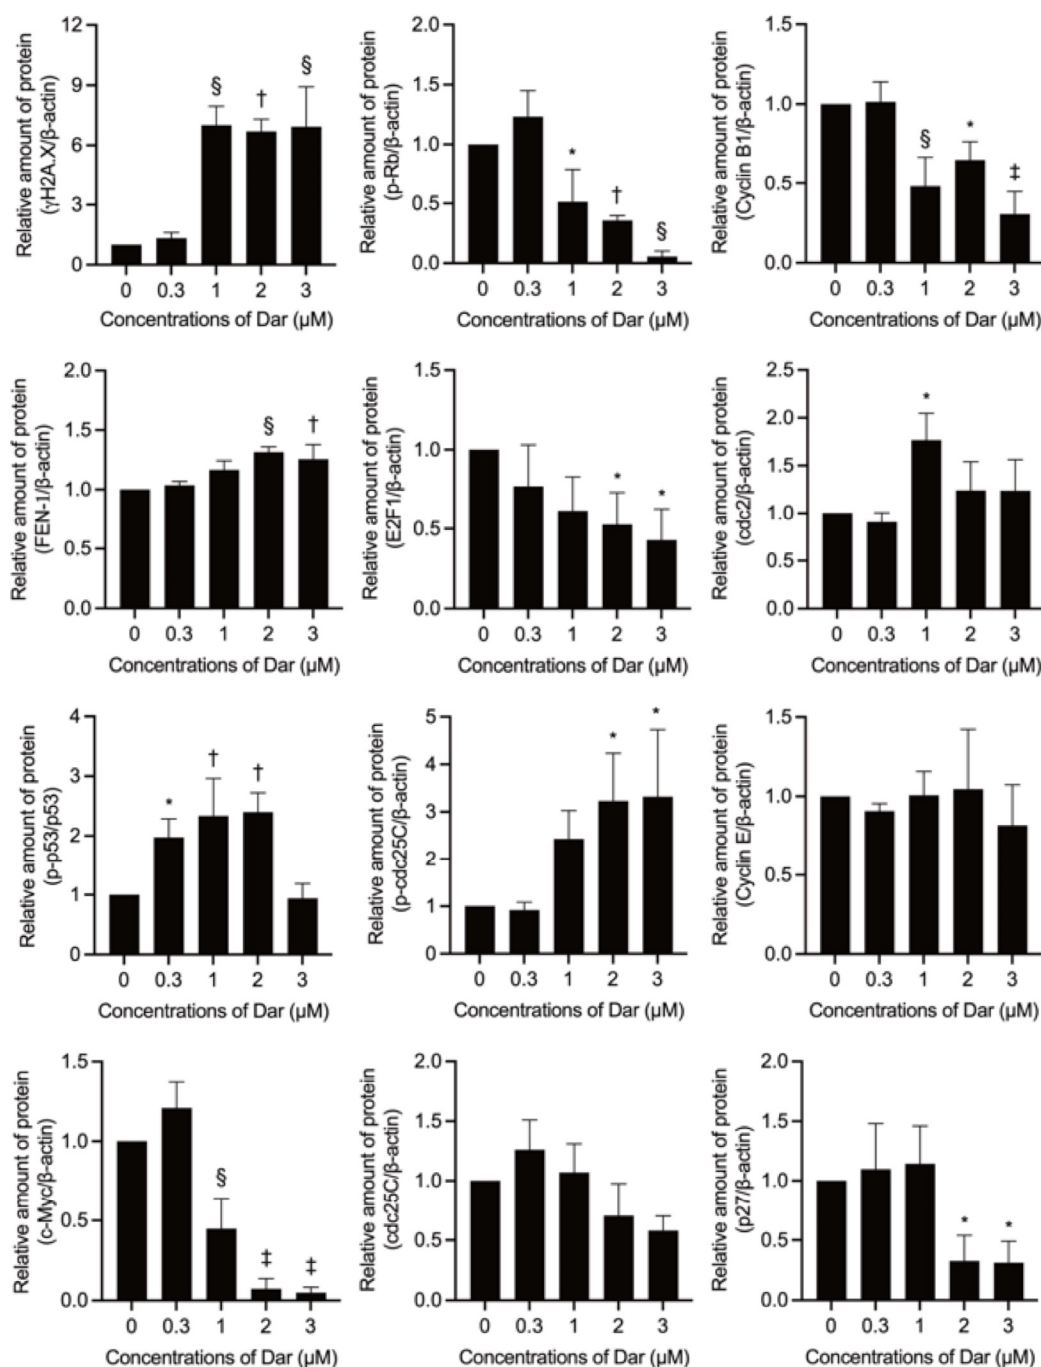 Relative amount of protein
(γH2A.X/β-actin)
12
9
6
3
0
§
†
§
0 0.3 1 2 3
Concentrations of Dar (µM)
Relative amount of protein
(p-Rb/β-actin)
2.0
1.5
1.0
0.5
0.0
*
†
§
0 0.3 1 2 3
Concentrations of Dar (µM)
Relative amount of protein
(Cyclin B1/β-actin)
1.5
1.0
0.5
0.0
§
*
‡
0 0.3 1 2 3
Concentrations of Dar (µM)
Relative amount of protein
(FEN-1/β-actin)
2.0
1.5
1.0
0.5
0.0
§
†
0 0.3 1 2 3
Concentrations of Dar (µM)
Relative amount of protein
(E2F1/β-actin)
1.5
1.0
0.5
0.0
*
*
0 0.3 1 2 3
Concentrations of Dar (µM)
Relative amount of protein
(cdc2/β-actin)
2.5
2.0
1.5
1.0
0.5
0.0
*
0 0.3 1 2 3
Concentrations of Dar (µM)
Relative amount of protein
(p-p53/p53)
4
3
2
1
0
*
†
†
0 0.3 1 2 3
Concentrations of Dar (µM)
Relative amount of protein
(p-cdc25C/β-actin)
5
4
3
2
1
0
*
*
0 0.3 1 2 3
Concentrations of Dar (µM)
Relative amount of protein
(Cyclin E/β-actin)
1.5
1.0
0.5
0.0
0 0.3 1 2 3
Concentrations of Dar (µM)
Relative amount of protein
(c-Myc/β-actin)
1.5
1.0
0.5
0.0
§
‡
‡
0 0.3 1 2 3
Concentrations of Dar (µM)
Relative amount of protein
(cdc25C/β-actin)
2.0
1.5
1.0
0.5
0.0
0 0.3 1 2 3
Concentrations of Dar (µM)
Relative amount of protein
(p27/β-actin)
2.0
1.5
1.0
0.5
0.0
*
*
0 0.3 1 2 3
Concentrations of Dar (µM)